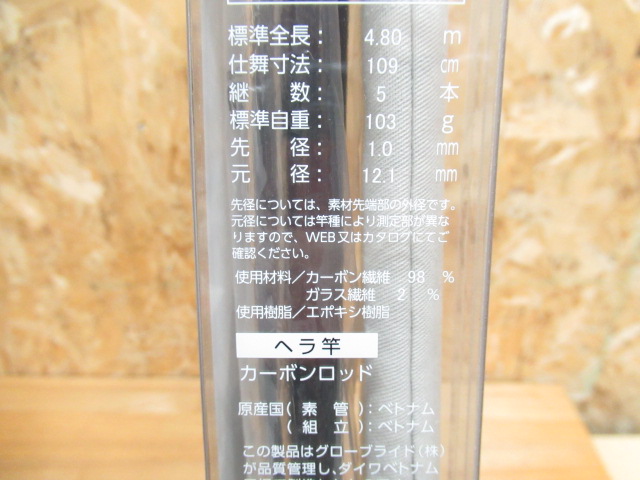 標準全長： 4.80 m
仕舞寸法： 109 cm
継 数： 5 本
標準自重： 103 g
先 径： 1.0 mm
元 径： 12.1 mm
先径については、素材先端部の外径です。
元径については竿種により測定部が異な
りますので、WEB又はカタログにてご
確認ください。
使用材料／カーボン繊維 98 %
ガラス繊維 2 %
使用樹脂／エポキシ樹脂
ヘラ竿
カーボンロッド
原産国（ 素 管 ）：ベトナム
（ 組 立 ）：ベトナム
この製品はグローブライド（株）
が品質管理し、ダイワベトナム